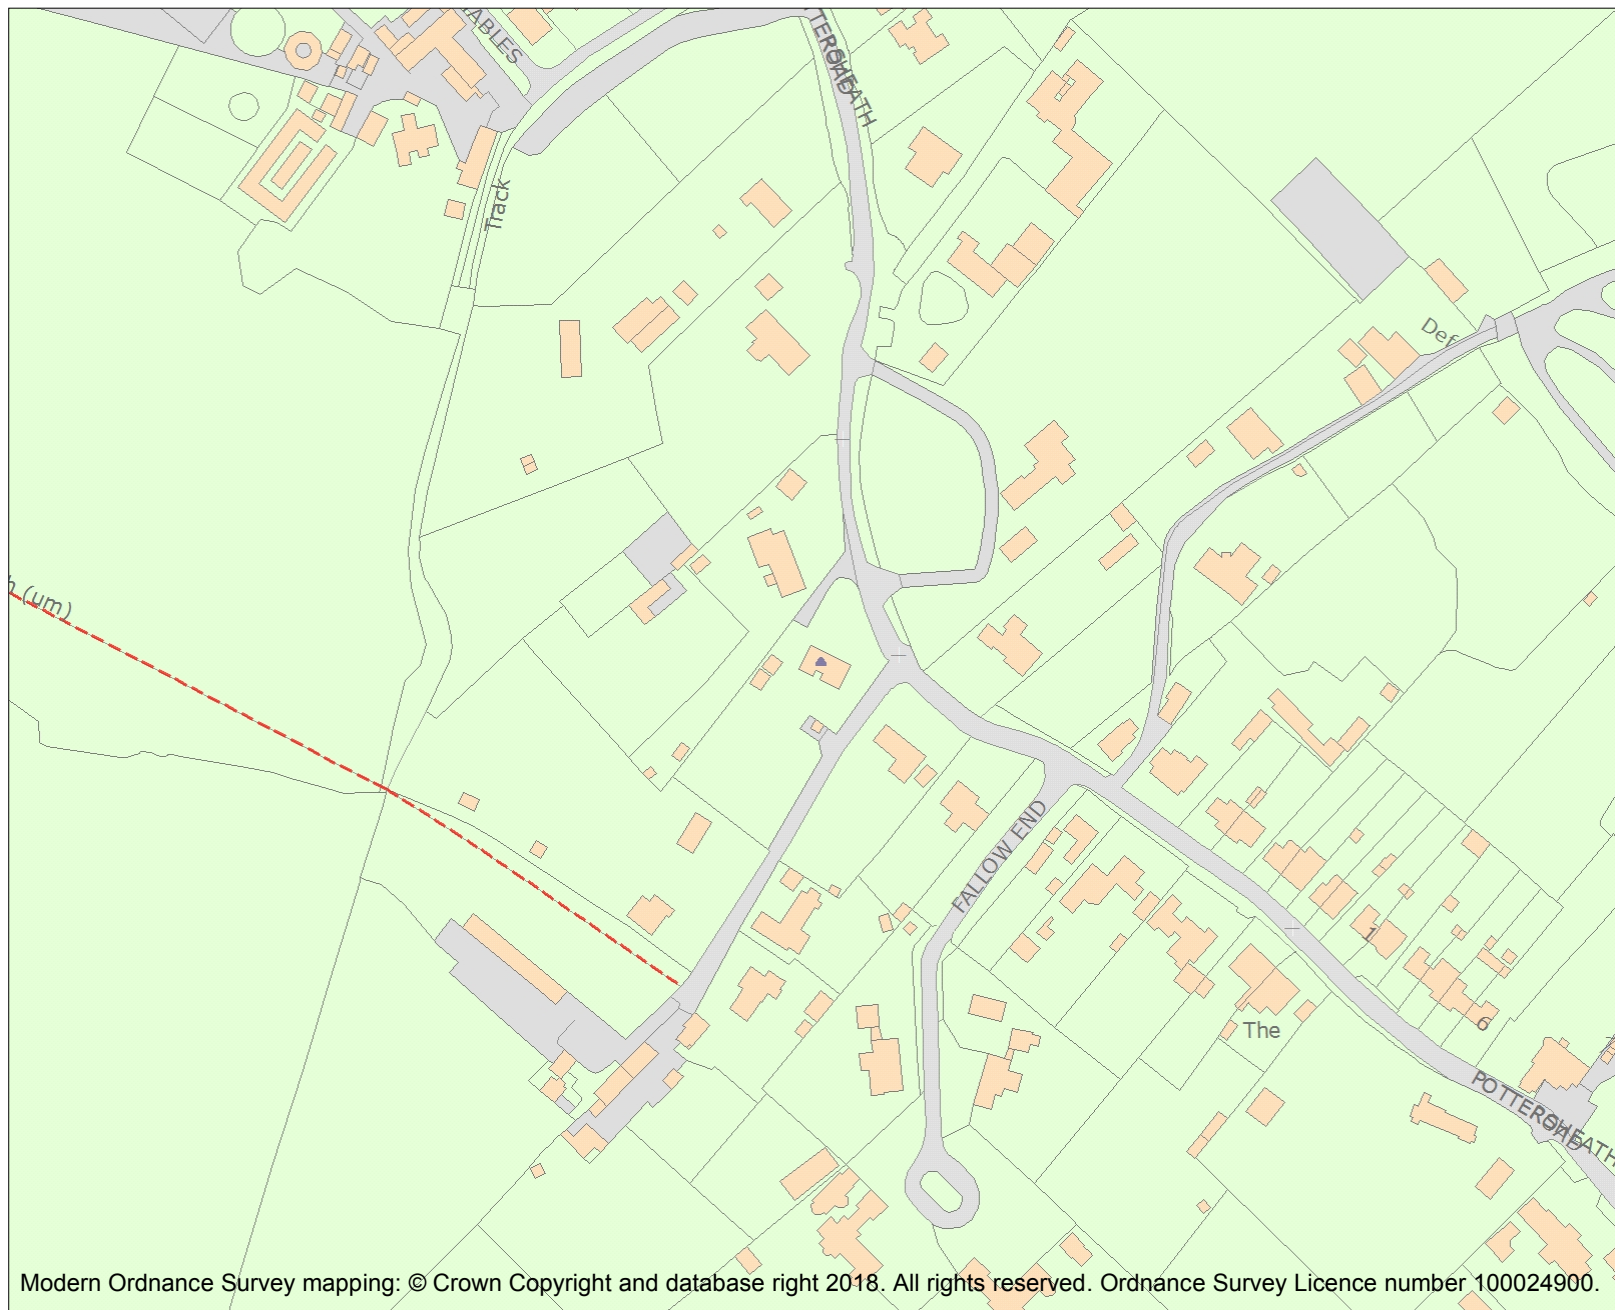 ABLES
Track
Def
h (um)
FALLOW END
1
6
The
POTTERSHEATH
Modern Ordnance Survey mapping: © Crown Copyright and database right 2018. All rights reserved. Ordnance Survey Licence number 100024900.